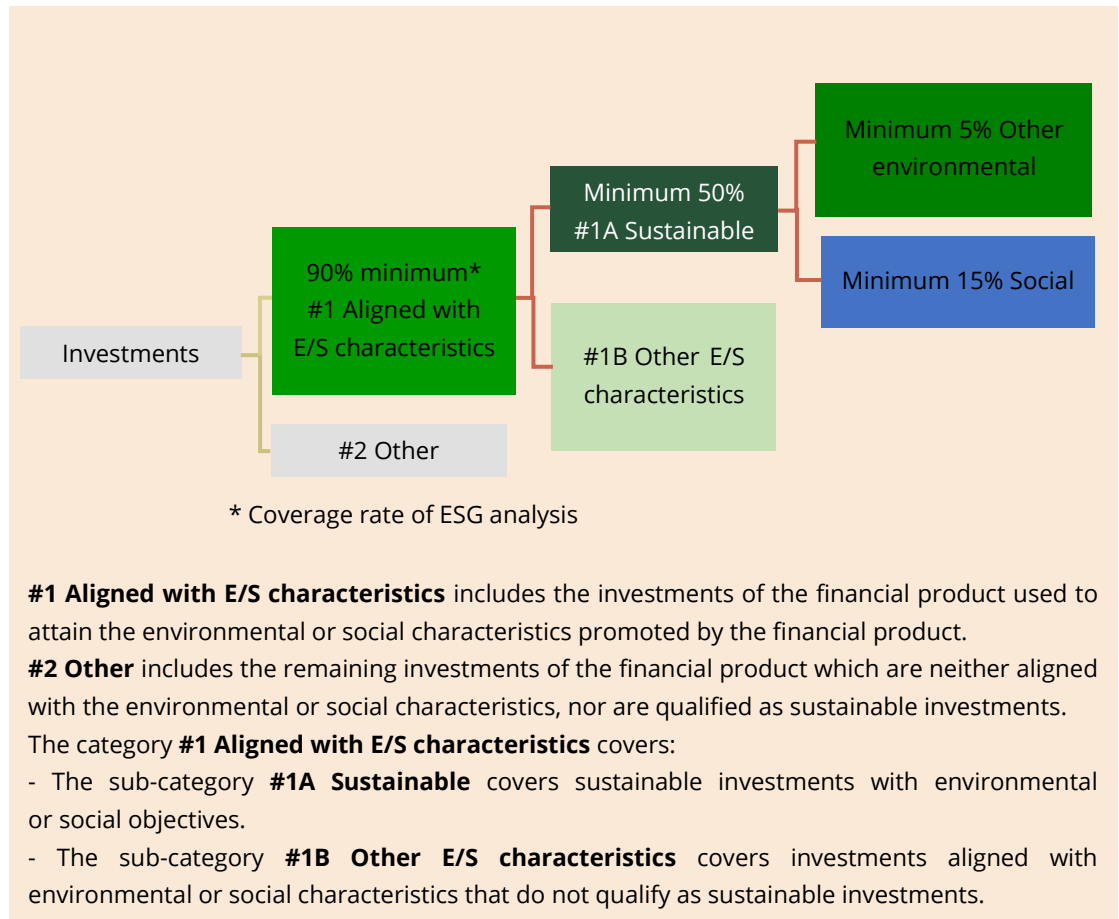 Minimum 5% Other
environmental
Minimum 50%
#1A Sustainable
90% minimum*
#1 Aligned with
E/S characteristics
Minimum 15% Social
Investments
#1B Other E/S
characteristics
#2 Other
* Coverage rate of ESG analysis
#1 Aligned with E/S characteristics includes the investments of the financial product used to
attain the environmental or social characteristics promoted by the financial product.
#2 Other includes the remaining investments of the financial product which are neither aligned
with the environmental or social characteristics, nor are qualified as sustainable investments.
The category #1 Aligned with E/S characteristics covers:
- The sub-category #1A Sustainable covers sustainable investments with environmental
or social objectives.
- The sub-category #1B Other E/S characteristics covers investments aligned with
environmental or social characteristics that do not qualify as sustainable investments.